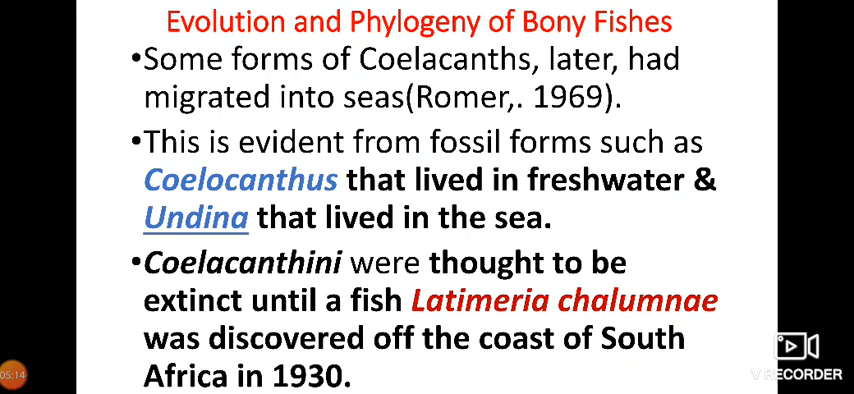 Evolution and Phylogeny of Bony Fishes
•Some forms of Coelacanths, later, had
migrated into seas(Romer,. 1969).
•This is evident from fossil forms such as
Coelocanthus that lived in freshwater &
Undina that lived in the sea.
•Coelacanthini were thought to be
extinct until a fish Latimeria chalumnae
was discovered off the coast of South
Africa in 1930.
05:14
V RECORDER